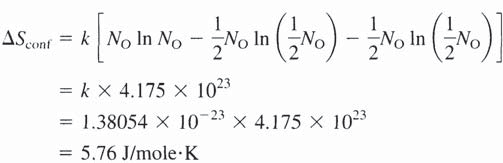 ΔS_conf = k [ N_O ln N_O − 1/2 N_O ln (1/2 N_O) − 1/2 N_O ln (1/2 N_O) ]
= k × 4.175 × 10^23
= 1.38054 × 10^−23 × 4.175 × 10^23
= 5.76 J/mole·K